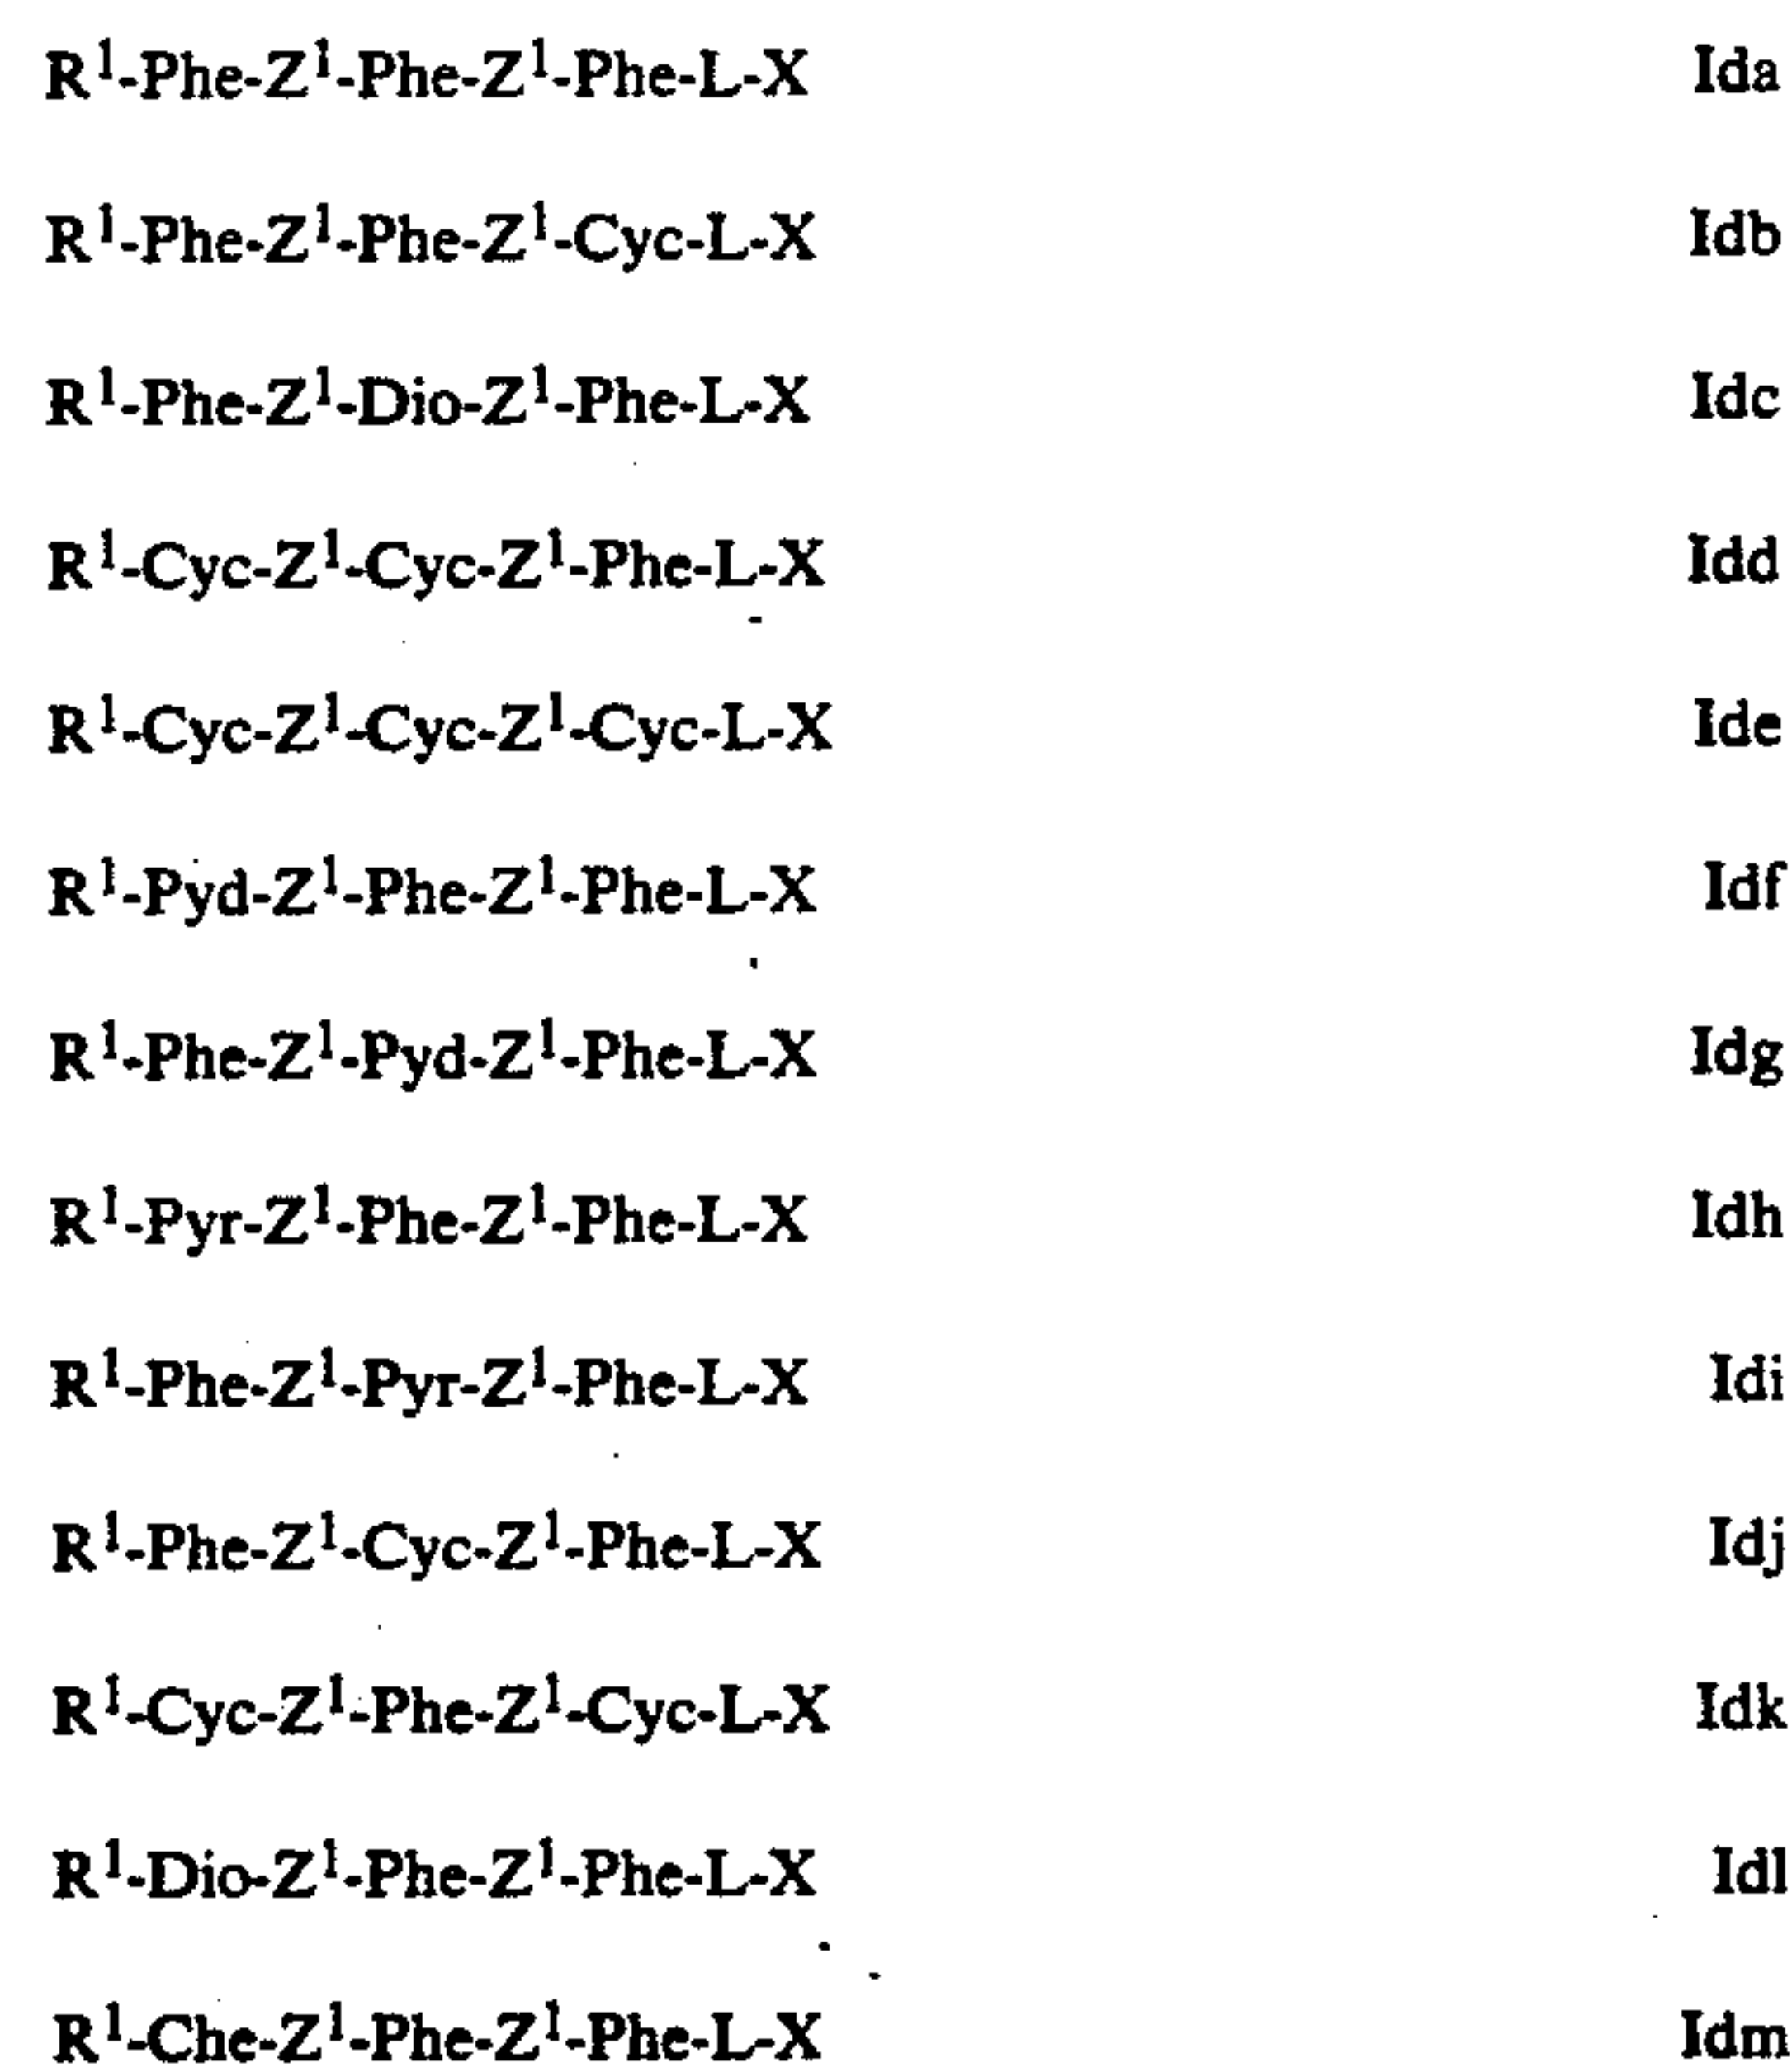 R¹-Phe-Z¹-Phe-Z¹-Phe-L-X Ida
R¹-Phe-Z¹-Phe-Z¹-Cyc-L-X Idb
R¹-Phe-Z¹-Dio-Z¹-Phe-L-X Idc
R¹-Cyc-Z¹-Cyc-Z¹-Phe-L-X Idd
R¹-Cyc-Z¹-Cyc-Z¹-Cyc-L-X Ide
R¹-Pyd-Z¹-Phe-Z¹-Phe-L-X Idf
R¹-Phe-Z¹-Pyd-Z¹-Phe-L-X Idg
R¹-Pyr-Z¹-Phe-Z¹-Phe-L-X Idh
R¹-Phe-Z¹-Pyr-Z¹-Phe-L-X Idi
R¹-Phe-Z¹-Cyc-Z¹-Phe-L-X Idj
R¹-Cyc-Z¹-Phe-Z¹-Cyc-L-X Idk
R¹-Dio-Z¹-Phe-Z¹-Phe-L-X Idl
R¹-Che-Z¹-Phe-Z¹-Phe-L-X Idm